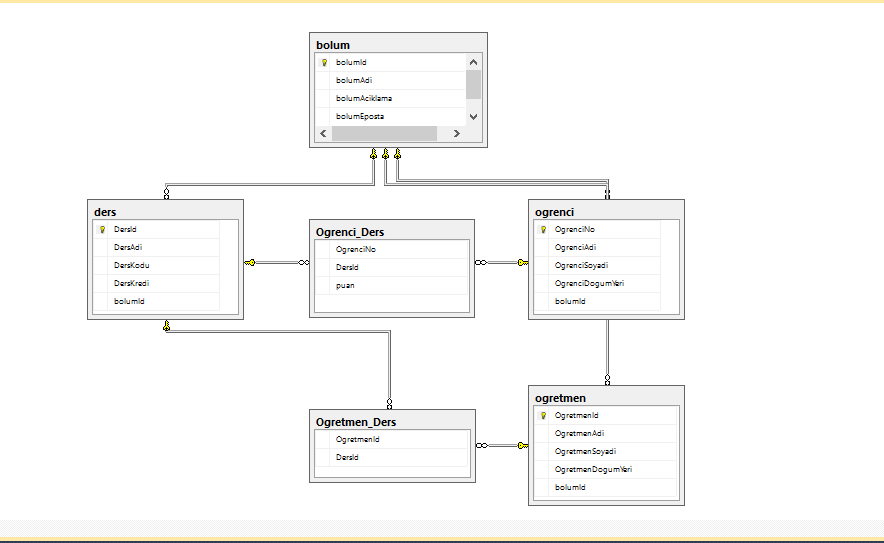 bolum
bolumId
bolumAdi
bolumAciklama
bolumEposta
ders
DersId
DersAdi
DersKodu
DersKredi
bolumId
Ogrenci_Ders
OgrenciNo
DersId
puan
ogrenci
OgrenciNo
OgrenciAdi
OgrenciSoyadi
OgrenciDogumYeri
bolumId
Ogretmen_Ders
OgretmenId
DersId
ogretmen
OgretmenId
OgretmenAdi
OgretmenSoyadi
OgretmenDogumYeri
bolumId